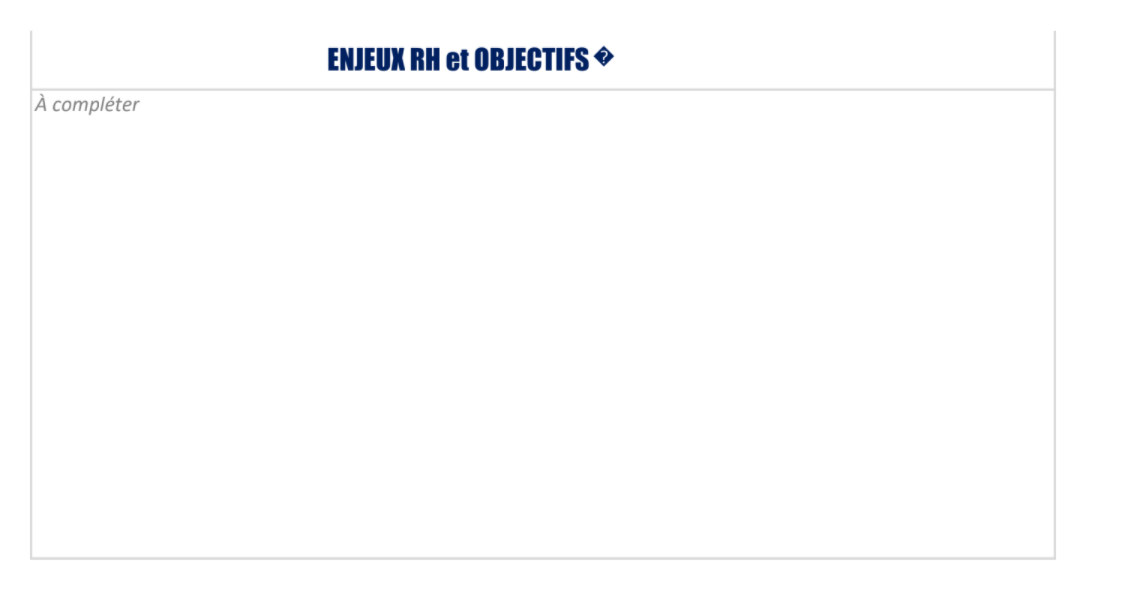 ENJEUX RH et OBJECTIFS �
À compléter